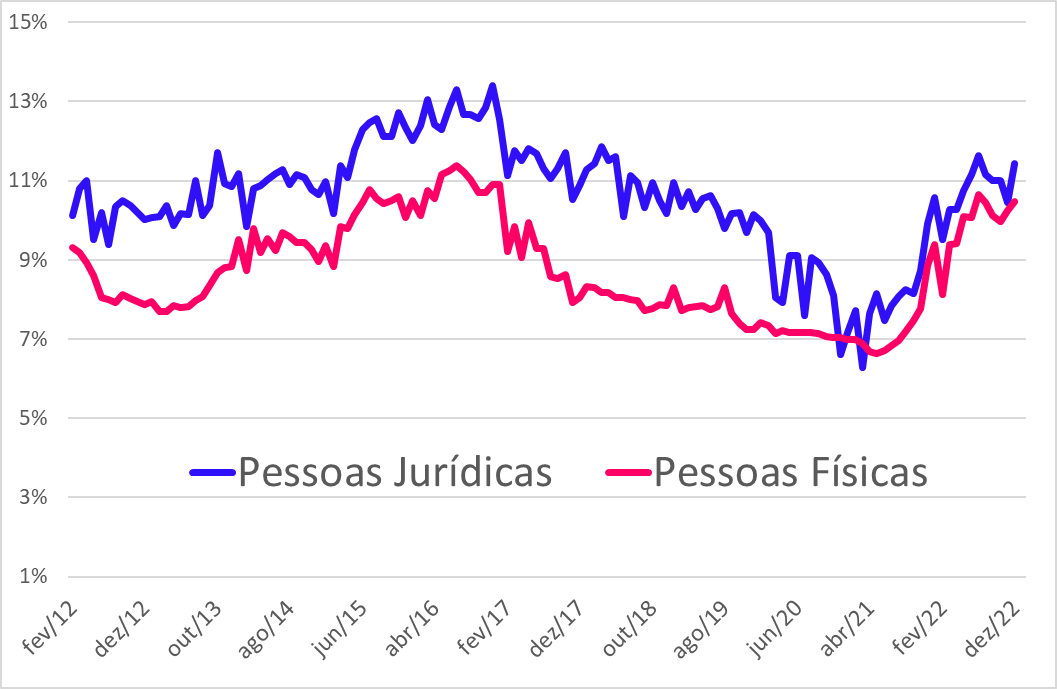 15%
13%
11%
9%
7%
5%
3%
1%
Pessoas Jurídicas
Pessoas Físicas
fev/12
dez/12
out/13
ago/14
jun/15
abr/16
fev/17
dez/17
out/18
ago/19
jun/20
abr/21
fev/22
dez/22